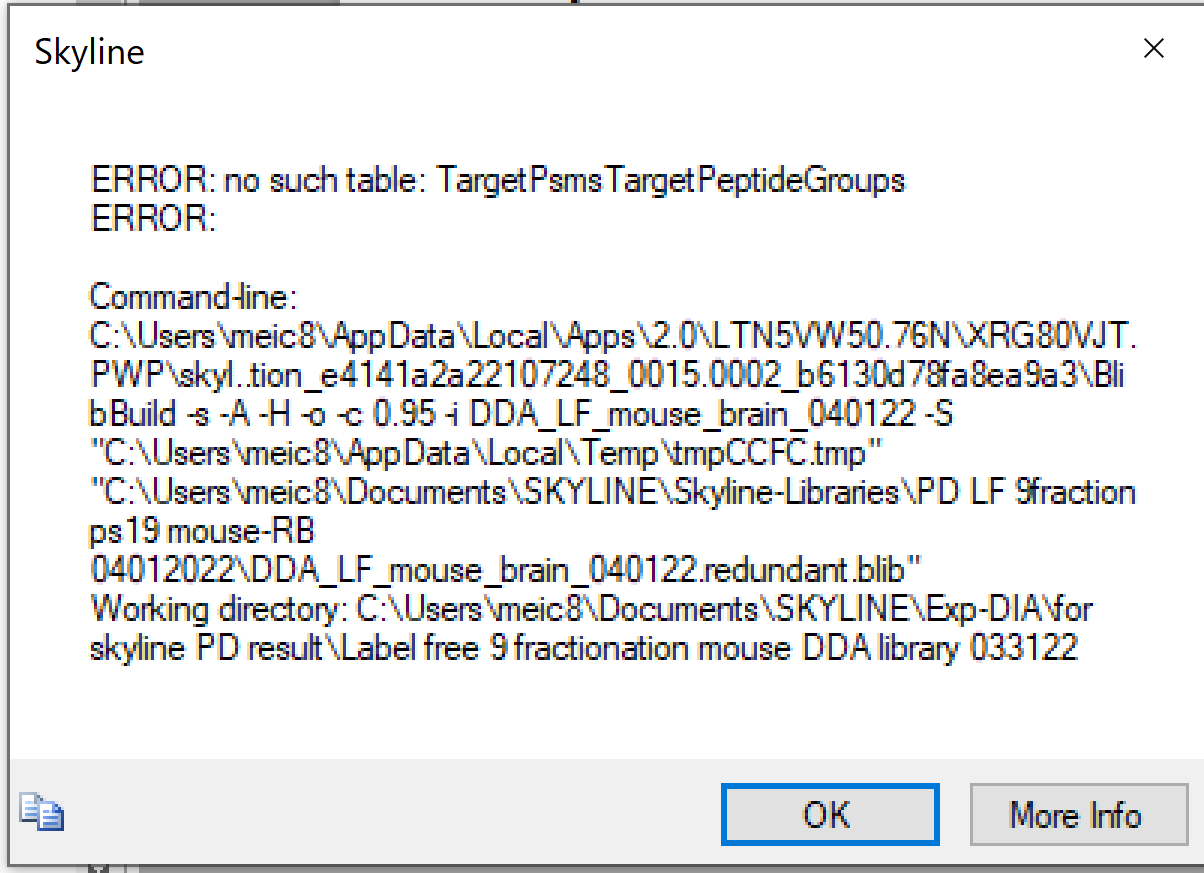 Skyline
ERROR: no such table: TargetPsmsTargetPeptideGroups
ERROR:
Command-line:
C:\Users\meic8\AppData\Local\Apps\2.0\LTN5VW50.76N\XRG80VJT.
PWP\skyl..tion_e4141a2a22107248_0015.0002_b6130d78fa8ea9a3\Bli
bBuild -s -A -H -o -c 0.95 -i DDA_LF_mouse_brain_040122 -S
"C:\Users\meic8\AppData\Local\Temp\tmpCCFC.tmp"
"C:\Users\meic8\Documents\SKYLINE\Skyline-Libraries\PD LF 9fraction
ps19 mouse-RB
04012022\DDA_LF_mouse_brain_040122.redundant.blib"
Working directory: C:\Users\meic8\Documents\SKYLINE\Exp-DIA\for
skyline PD result\Label free 9 fractionation mouse DDA library 033122
OK
More Info